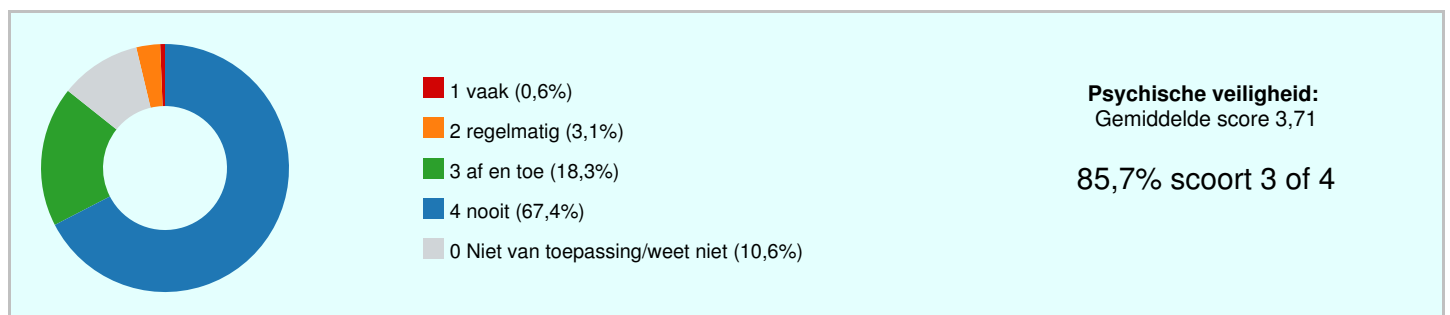 1 vaak (0,6%)
2 regelmatig (3,1%)
3 af en toe (18,3%)
4 nooit (67,4%)
0 Niet van toepassing/weet niet (10,6%)
Psychische veiligheid:
Gemiddelde score 3,71
85,7% scoort 3 of 4